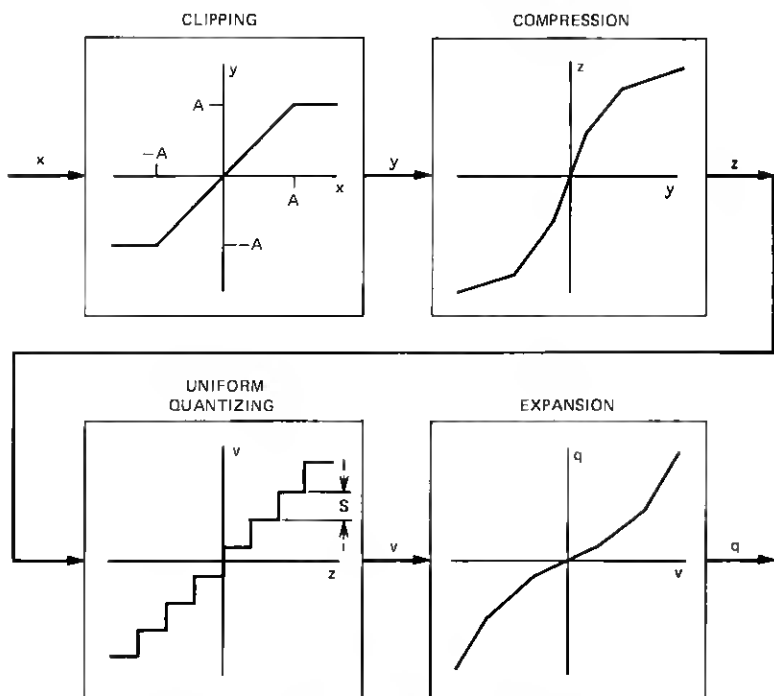 CLIPPING
COMPRESSION
y
A
-A
x
A
x
-A
y
z
y
z
UNIFORM
QUANTIZING
EXPANSION
v
S
z
v
q
v
q